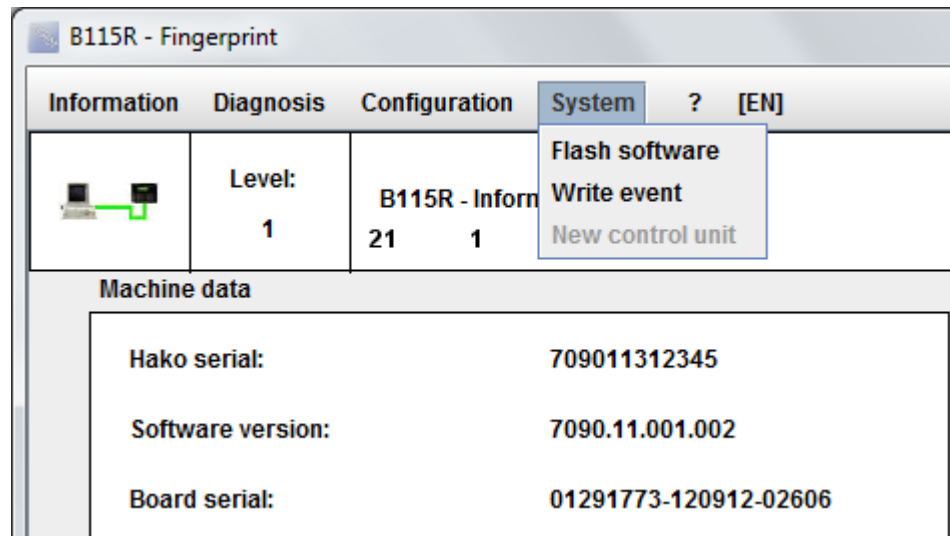 B115R - Fingerprint
Information Diagnosis Configuration System ? [EN]
Flash software
Write event
New control unit
Level:
1
B115R - Inform
21 1
Machine data
Hako serial: 709011312345
Software version: 7090.11.001.002
Board serial: 01291773-120912-02606